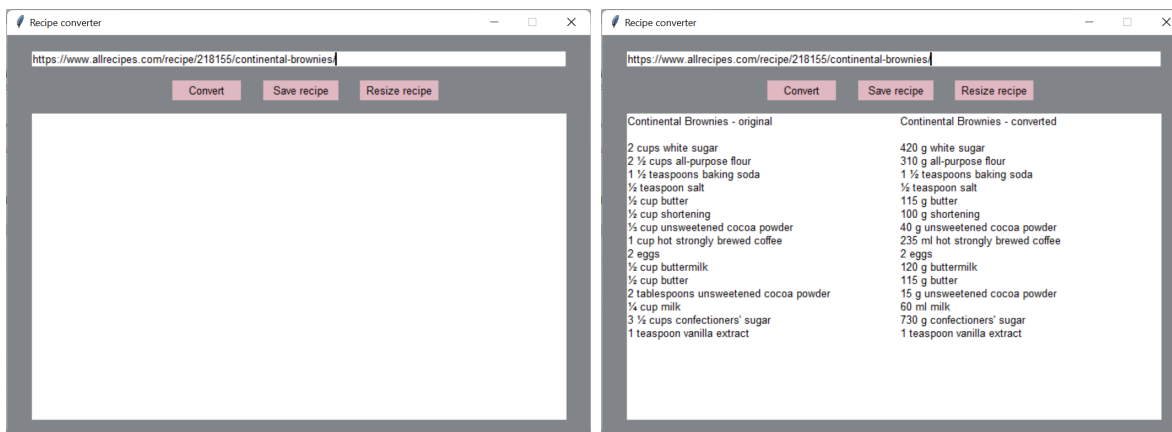 Recipe converter
https://www.allrecipes.com/recipe/218155/continental-brownies/
Convert Save recipe Resize recipe
Recipe converter
https://www.allrecipes.com/recipe/218155/continental-brownies/
Convert Save recipe Resize recipe
Continental Brownies - original Continental Brownies - converted
2 cups white sugar 420 g white sugar
2 ½ cups all-purpose flour 310 g all-purpose flour
1 ½ teaspoons baking soda 1 ½ teaspoons baking soda
½ teaspoon salt ½ teaspoon salt
½ cup butter 115 g butter
½ cup shortening 100 g shortening
⅓ cup unsweetened cocoa powder 40 g unsweetened cocoa powder
1 cup hot strongly brewed coffee 235 ml hot strongly brewed coffee
2 eggs 2 eggs
½ cup buttermilk 120 g buttermilk
½ cup butter 115 g butter
2 tablespoons unsweetened cocoa powder 15 g unsweetened cocoa powder
¼ cup milk 60 ml milk
3 ½ cups confectioners' sugar 730 g confectioners' sugar
1 teaspoon vanilla extract 1 teaspoon vanilla extract